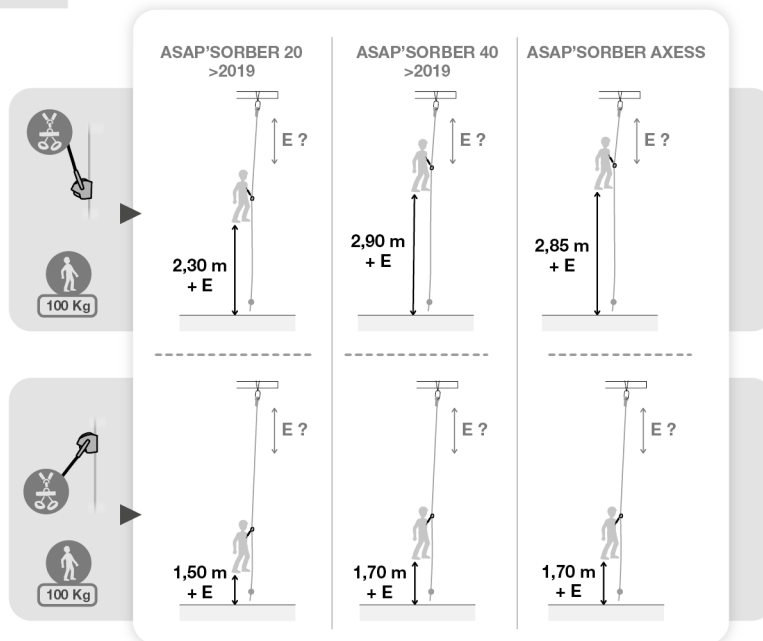 ASAP'SORBER 20
>2019
ASAP'SORBER 40
>2019
ASAP'SORBER AXESS
E ?
E ?
E ?
2,30 m
+ E
2,90 m
+ E
2,85 m
+ E
100 Kg
E ?
E ?
E ?
1,50 m
+ E
1,70 m
+ E
1,70 m
+ E
100 Kg